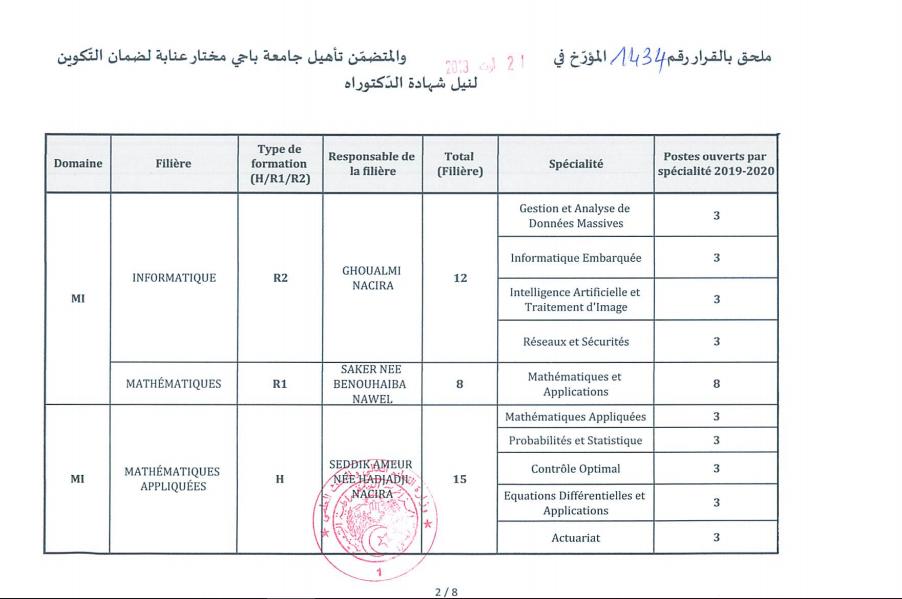 ملحق بالقرار رقم 1434 المؤرّخ في 21 أوت والمتضمّن تأهيل جامعة باجي مختار عنابة لضمان التّكوين
لنيل شهادة الدّكتوراه
Domaine Filière Type de formation (H/R1/R2) Responsable de la filière Total (Filière) Spécialité Postes ouverts par spécialité 2019-2020
MI
INFORMATIQUE R2 GHOUALMI NACIRA 12
Gestion et Analyse de Données Massives 3
Informatique Embarquée 3
Intelligence Artificielle et Traitement d'Image 3
Réseaux et Sécurités 3
MATHÉMATIQUES R1 SAKER NEE BENOUHAIBA NAWEL 8 Mathématiques et Applications 8
MI
MATHÉMATIQUES APPLIQUÉES H SEDDIK AMEUR NÉE HADJADJI NACIRA 15
Mathématiques Appliquées 3
Probabilités et Statistique 3
Contrôle Optimal 3
Equations Différentielles et Applications 3
Actuariat 3
1
2 / 8